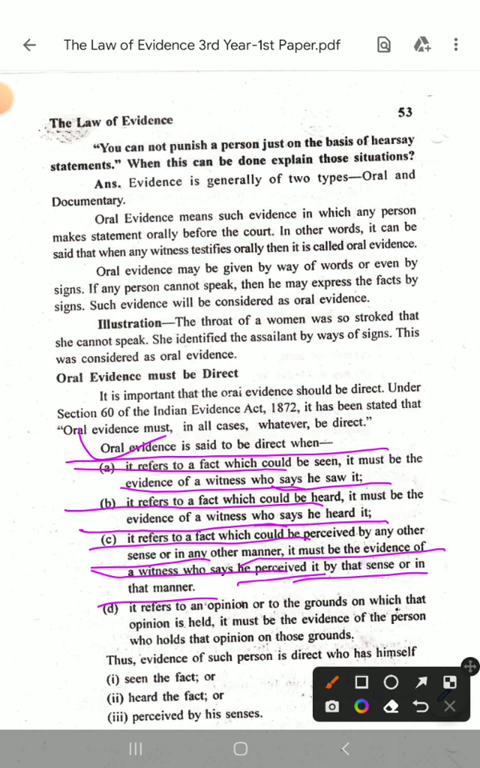 The Law of Evidence 3rd Year-1st Paper.pdf
The Law of Evidence
53
“You can not punish a person just on the basis of hearsay
statements.” When this can be done explain those situations?
Ans. Evidence is generally of two types—Oral and
Documentary.
Oral Evidence means such evidence in which any person
makes statement orally before the court. In other words, it can be
said that when any witness testifies orally then it is called oral evidence.
Oral evidence may be given by way of words or even by
signs. If any person cannot speak, then he may express the facts by
signs. Such evidence will be considered as oral evidence.
Illustration—The throat of a women was so stroked that
she cannot speak. She identified the assailant by ways of signs. This
was considered as oral evidence.
Oral Evidence must be Direct
It is important that the orai evidence should be direct. Under
Section 60 of the Indian Evidence Act, 1872, it has been stated that
“Oral evidence must, in all cases, whatever, be direct.”
Oral evidence is said to be direct when—
(a) it refers to a fact which could be seen, it must be the
evidence of a witness who says he saw it;
(b) it refers to a fact which could be heard, it must be the
evidence of a witness who says he heard it;
(c) it refers to a fact which could be perceived by any other
sense or in any other manner, it must be the evidence of
a witness who says he perceived it by that sense or in
that manner.
(d) it refers to an opinion or to the grounds on which that
opinion is held, it must be the evidence of the person
who holds that opinion on those grounds.
Thus, evidence of such person is direct who has himself
(i) seen the fact; or
(ii) heard the fact; or
(iii) perceived by his senses.